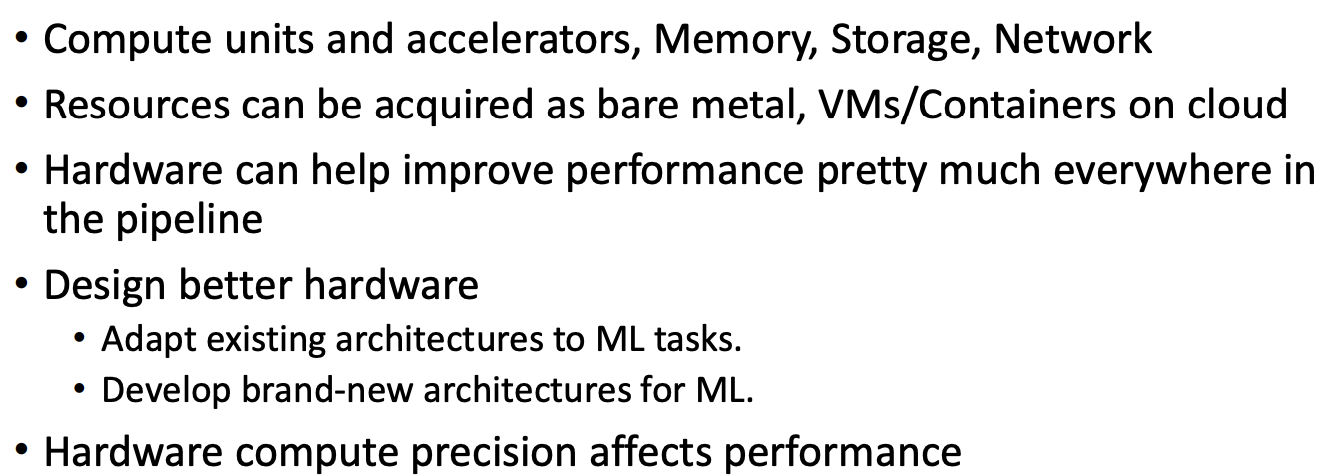 • Compute units and accelerators, Memory, Storage, Network
• Resources can be acquired as bare metal, VMs/Containers on cloud
• Hardware can help improve performance pretty much everywhere in
the pipeline
• Design better hardware
• Adapt existing architectures to ML tasks.
• Develop brand-new architectures for ML.
• Hardware compute precision affects performance